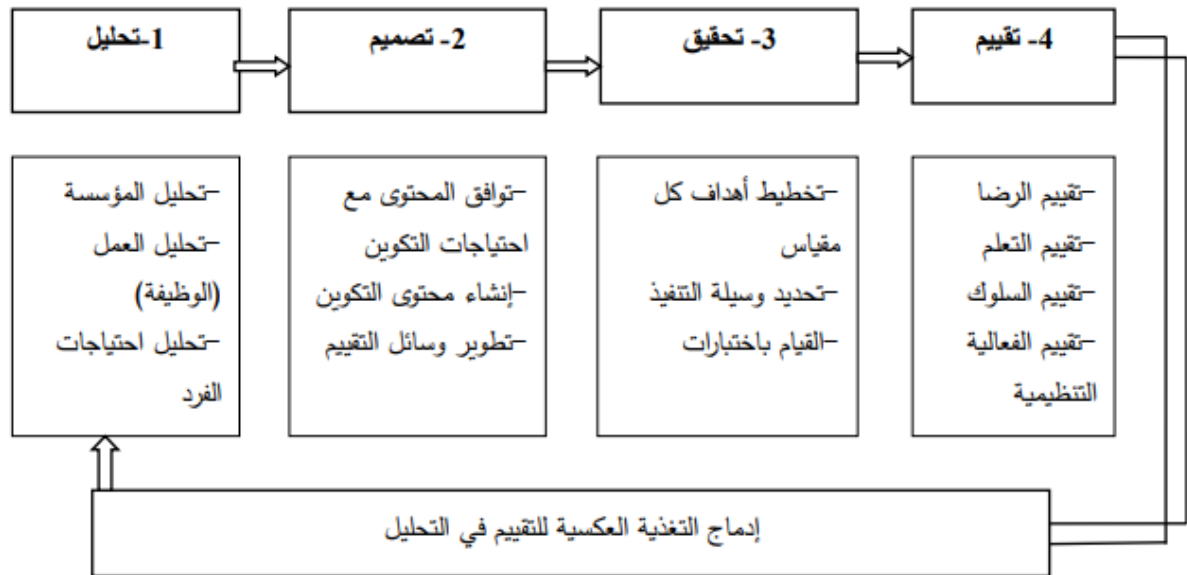 1-تحليل
2- تصميم
3- تحقيق
4- تقييم
-تحليل المؤسسة
-تحليل العمل
(الوظيفة)
-تحليل احتياجات
الفرد
-توافق المحتوى مع
احتياجات التكوين
-إنشاء محتوى التكوين
-تطوير وسائل التقييم
-تخطيط أهداف كل
مقياس
-تحديد وسيلة التنفيذ
-القيام باختبارات
-تقييم الرضا
-تقييم التعلم
-تقييم السلوك
-تقييم الفعالية
التنظيمية
إدماج التغذية العكسية للتقييم في التحليل